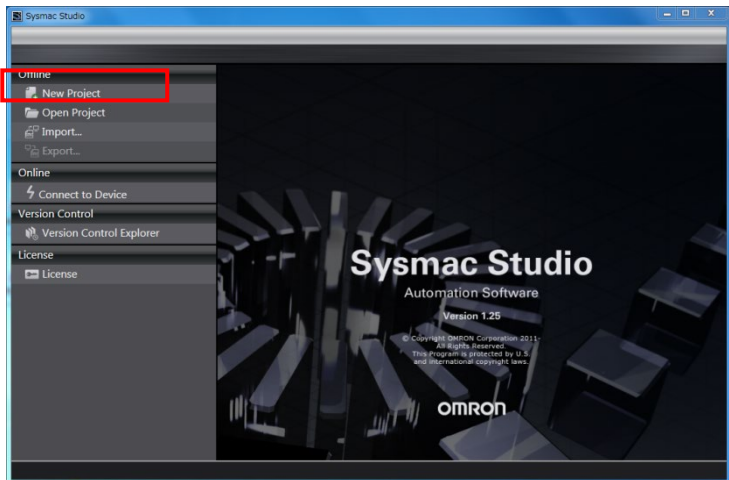 Sysmac Studio
Offline
New Project
Open Project
Import...
Export...
Online
Connect to Device
Version Control
Version Control Explorer
License
License
Sysmac Studio
Automation Software
Version 1.25
© Copyright OMRON Corporation 2011-
All Rights Reserved.
This Program is protected by U.S.
and international copyright laws.
OMRON